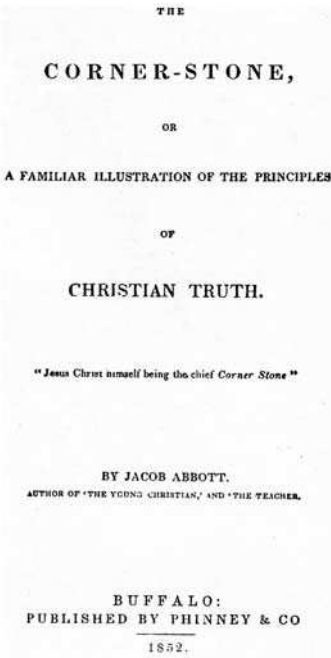 THE
CORNER-STONE,
OR
A FAMILIAR ILLUSTRATION OF THE PRINCIPLES
OF
CHRISTIAN TRUTH.
"Jesus Christ himself being the chief Corner Stone"
BY JACOB ABBOTT.
AUTHOR OF 'THE YOUNG CHRISTIAN,' AND 'THE TEACHER.
BUFFALO:
PUBLISHED BY PHINNEY & CO
1852.